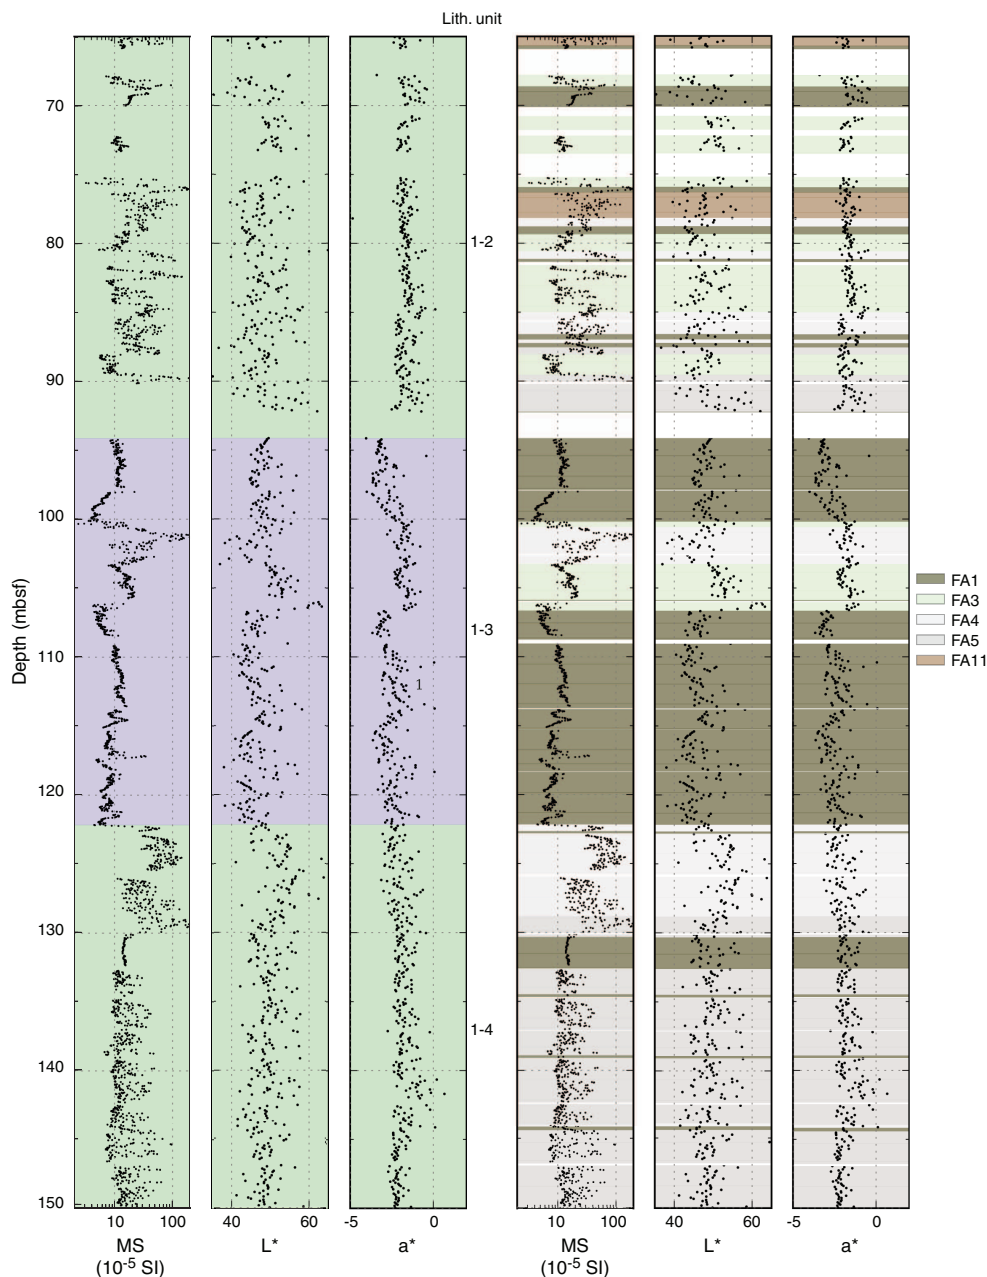 Lith. unit
70
80
90
100
110
120
130
140
150
Depth (mbsf)
1-2
1-3
1-4
1
FA1
FA3
FA4
FA5
FA11
10 100 40 60 -5 0 10 100 40 60 -5 0
MS L* a* MS L* a*
(10-5 SI) (10-5 SI)